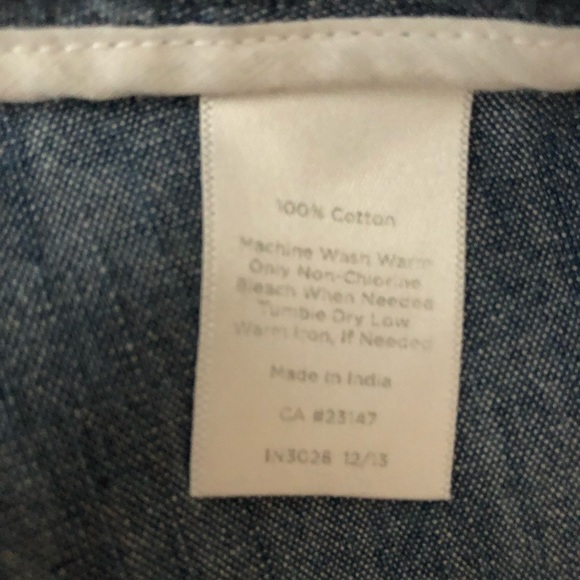 100% Cotton
Machine Wash Warm
Only Non-Chlorine
Bleach When Needed
Tumble Dry Low
Warm Iron, If Needed
Made in India
CA #23147
IN3028 12/13